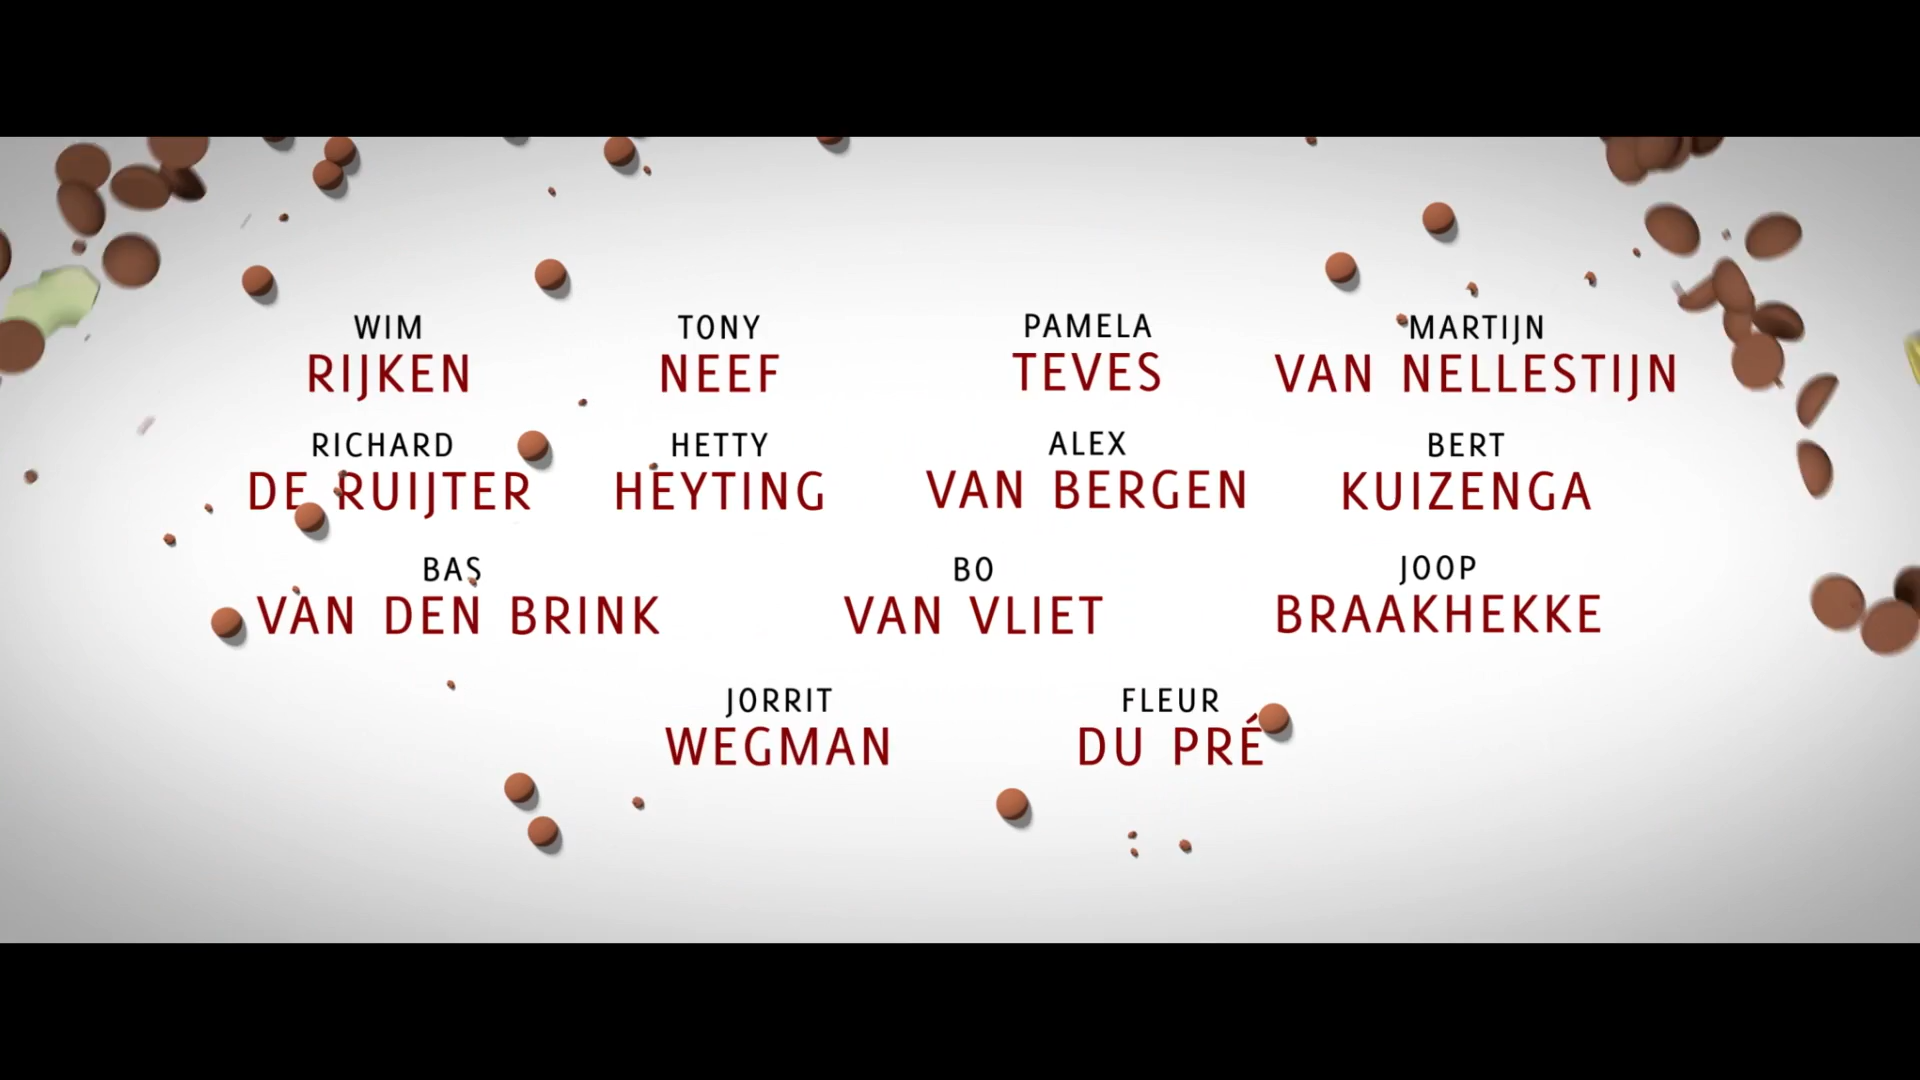 WIM TONY PAMELA MARTIJN
RIJKEN NEEF TEVES VAN NELLESTIJN
RICHARD HETTY ALEX BERT
DE RUIJTER HEYTING VAN BERGEN KUIZENGA
BAS BO JOOP
VAN DEN BRINK VAN VLIET BRAAKHEKKE
JORRIT FLEUR
WEGMAN DU PRÉ